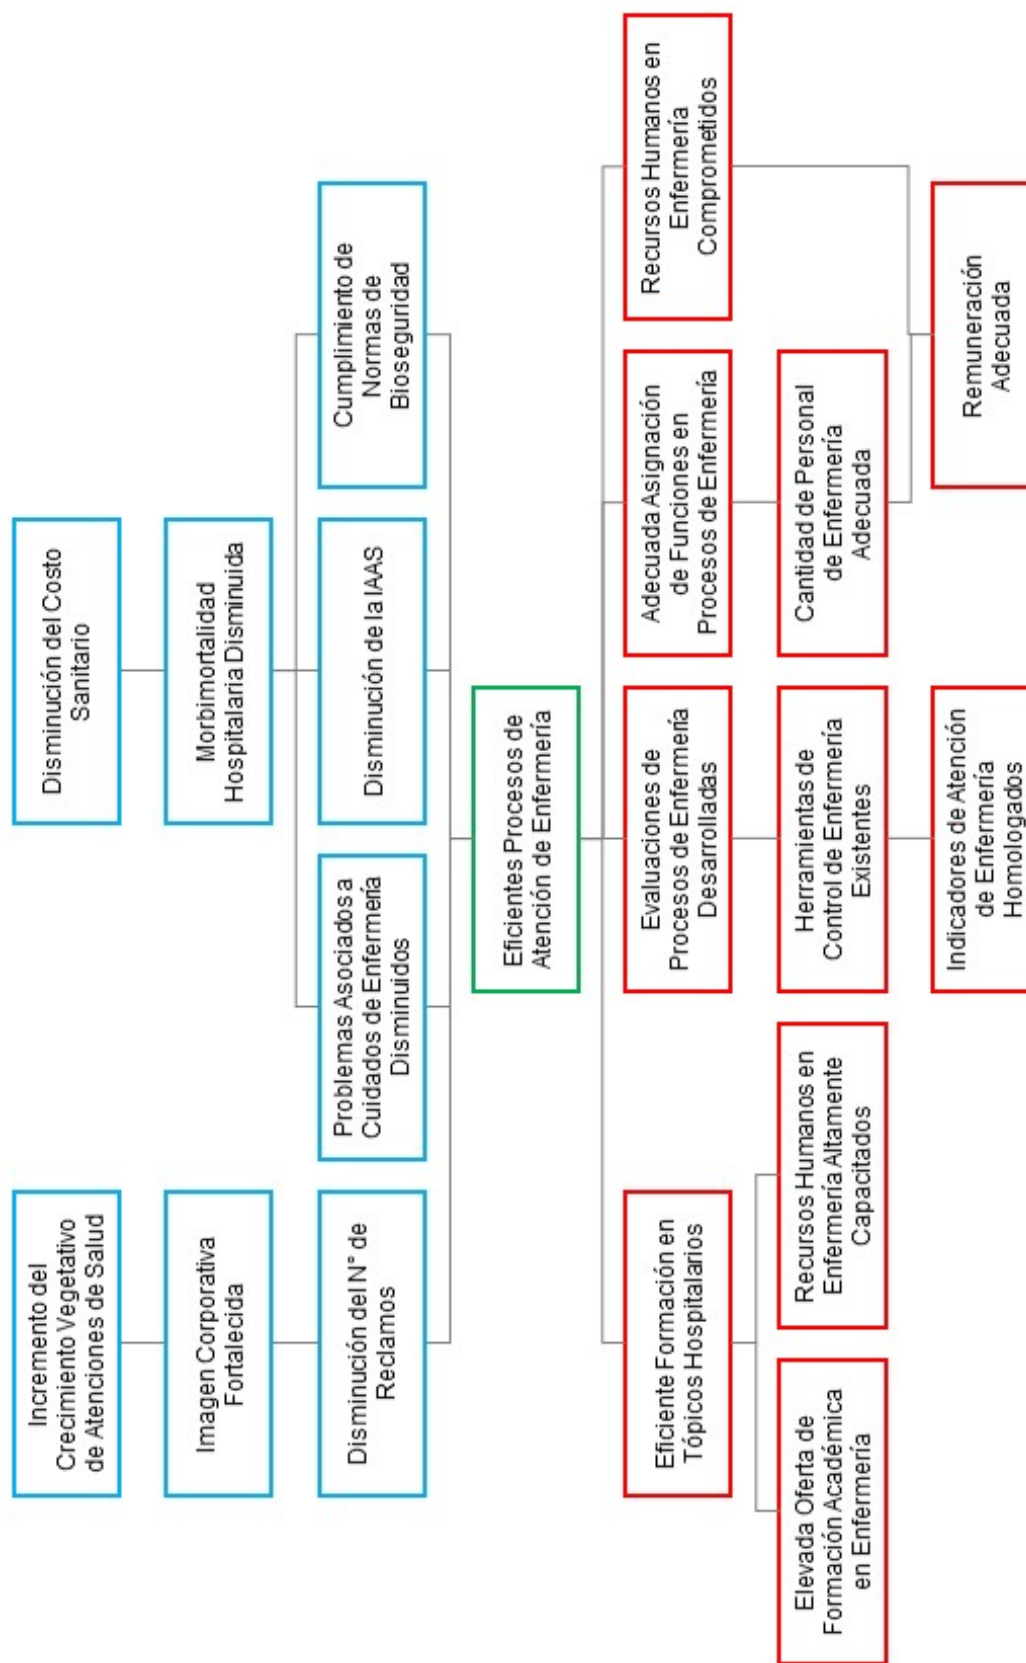 Incremento del
Crecimiento Vegetativo
de Atenciones de Salud
Disminución del Costo
Sanitario
Imagen Corporativa
Fortalecida
Morbimortalidad
Hospitalaria Disminuida
Disminución del N° de
Reclamos
Problemas Asociados a
Cuidados de Enfermería
Disminuidos
Disminución de la IAAS
Cumplimiento de
Normas de
Bioseguridad
Eficientes Procesos de
Atención de Enfermería
Eficiente Formación en
Tópicos Hospitalarios
Evaluaciones de
Procesos de Enfermería
Desarrolladas
Adecuada Asignación
de Funciones en
Procesos de Enfermería
Recursos Humanos en
Enfermería
Comprometidos
Elevada Oferta de
Formación Académica
en Enfermería
Recursos Humanos en
Enfermería Altamente
Capacitados
Herramientas de
Control de Enfermería
Existentes
Cantidad de Personal
de Enfermería
Adecuada
Indicadores de Atención
de Enfermería
Homologados
Remuneración
Adecuada